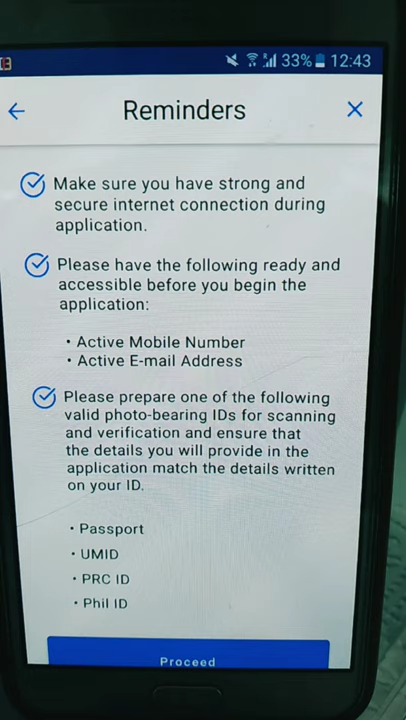 33% 12:43
Reminders
Make sure you have strong and
secure internet connection during
application.
Please have the following ready and
accessible before you begin the
application:
• Active Mobile Number
• Active E-mail Address
Please prepare one of the following
valid photo-bearing IDs for scanning
and verification and ensure that
the details you will provide in the
application match the details written
on your ID.
• Passport
• UMID
• PRC ID
• Phil ID
Proceed